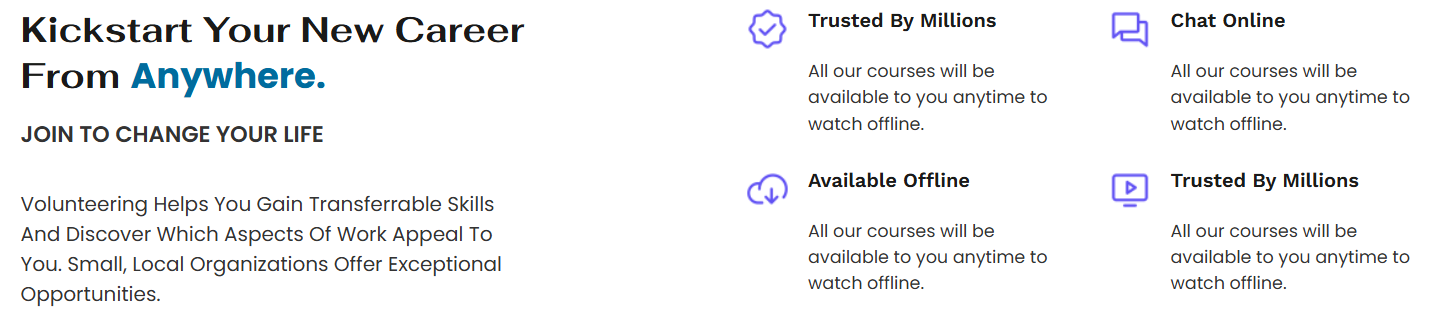 Kickstart Your New Career
From Anywhere.
JOIN TO CHANGE YOUR LIFE
Volunteering Helps You Gain Transferrable Skills
And Discover Which Aspects Of Work Appeal To
You. Small, Local Organizations Offer Exceptional
Opportunities.
Trusted By Millions
All our courses will be
available to you anytime to
watch offline.
Chat Online
All our courses will be
available to you anytime to
watch offline.
Available Offline
All our courses will be
available to you anytime to
watch offline.
Trusted By Millions
All our courses will be
available to you anytime to
watch offline.